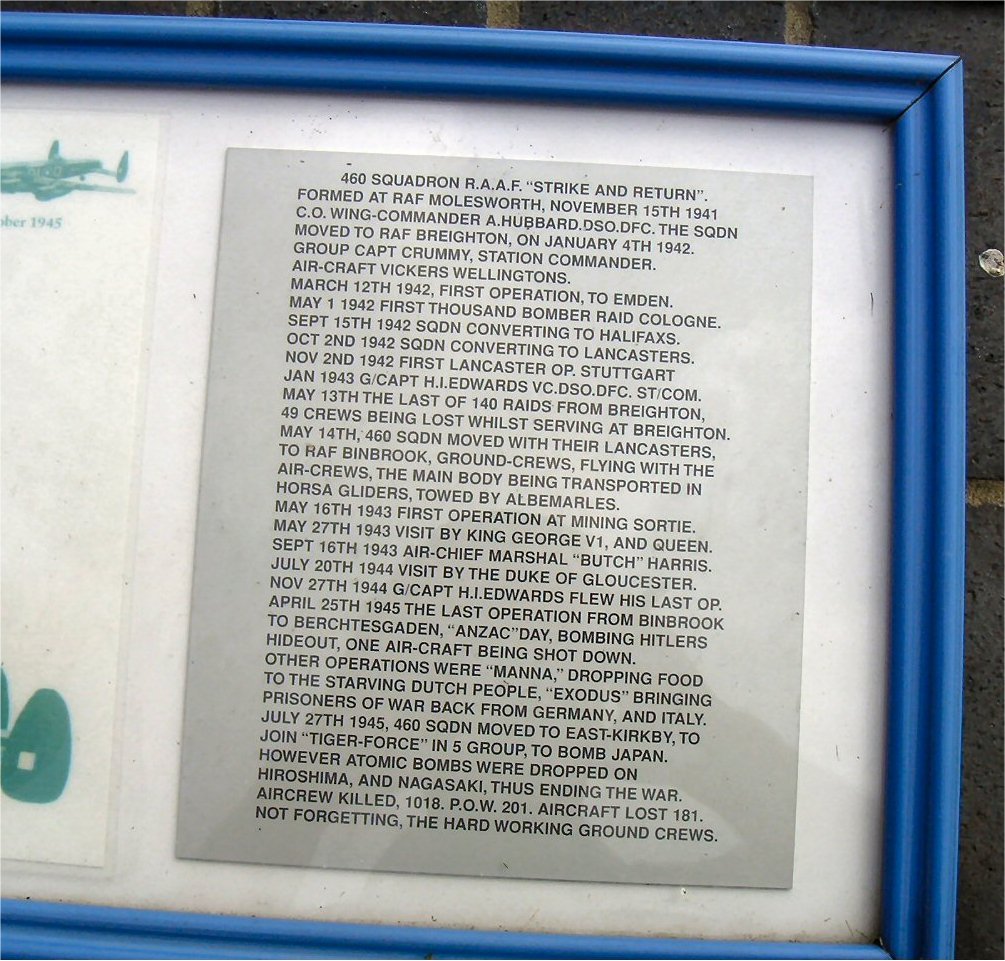 ober 1945
460 SQUADRON R.A.A.F. "STRIKE AND RETURN".
FORMED AT RAF MOLESWORTH, NOVEMBER 15TH 1941
C.O. WING-COMMANDER A.HUBBARD.DSO.DFC. THE SQDN
MOVED TO RAF BREIGHTON, ON JANUARY 4TH 1942.
GROUP CAPT CRUMMY, STATION COMMANDER.
AIR-CRAFT VICKERS WELLINGTONS.
MARCH 12TH 1942, FIRST OPERATION, TO EMDEN.
MAY 1 1942 FIRST THOUSAND BOMBER RAID COLOGNE.
SEPT 15TH 1942 SQDN CONVERTING TO HALIFAXS.
OCT 2ND 1942 SQDN CONVERTING TO LANCASTERS.
NOV 2ND 1942 FIRST LANCASTER OP. STUTTGART
JAN 1943 G/CAPT H.I.EDWARDS VC.DSO.DFC. ST/COM.
MAY 13TH THE LAST OF 140 RAIDS FROM BREIGHTON,
49 CREWS BEING LOST WHILST SERVING AT BREIGHTON.
MAY 14TH, 460 SQDN MOVED WITH THEIR LANCASTERS,
TO RAF BINBROOK, GROUND-CREWS, FLYING WITH THE
AIR-CREWS, THE MAIN BODY BEING TRANSPORTED IN
HORSA GLIDERS, TOWED BY ALBEMARLES.
MAY 16TH 1943 FIRST OPERATION AT MINING SORTIE.
MAY 27TH 1943 VISIT BY KING GEORGE V1, AND QUEEN.
SEPT 16TH 1943 AIR-CHIEF MARSHAL "BUTCH" HARRIS.
JULY 20TH 1944 VISIT BY THE DUKE OF GLOUCESTER.
NOV 27TH 1944 G/CAPT H.I.EDWARDS FLEW HIS LAST OP.
APRIL 25TH 1945 THE LAST OPERATION FROM BINBROOK
TO BERCHTESGADEN, "ANZAC"DAY, BOMBING HITLERS
HIDEOUT, ONE AIR-CRAFT BEING SHOT DOWN.
OTHER OPERATIONS WERE "MANNA," DROPPING FOOD
TO THE STARVING DUTCH PEOPLE, "EXODUS" BRINGING
PRISONERS OF WAR BACK FROM GERMANY, AND ITALY.
JULY 27TH 1945, 460 SQDN MOVED TO EAST-KIRKBY, TO
JOIN "TIGER-FORCE" IN 5 GROUP, TO BOMB JAPAN.
HOWEVER ATOMIC BOMBS WERE DROPPED ON
HIROSHIMA, AND NAGASAKI, THUS ENDING THE WAR.
AIRCREW KILLED, 1018. P.O.W. 201. AIRCRAFT LOST 181.
NOT FORGETTING, THE HARD WORKING GROUND CREWS.